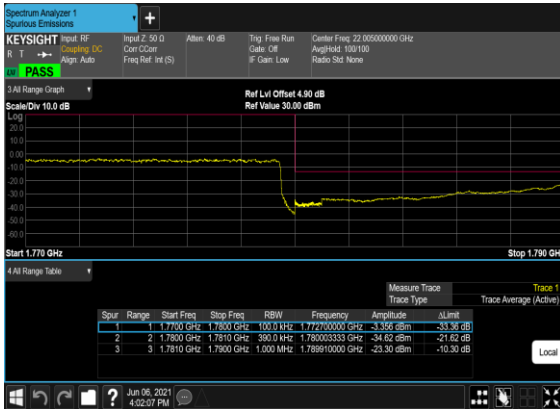 Spectrum Analyzer 1
Spurious Emissions
+
KEYSIGHT Input: RF Input Z: 50 Ω Atten: 40 dB Trig: Free Run Center Freq: 22.005000000 GHz
R T Coupling: DC Corr CCorr Gate: Off Avg|Hold: 100/100
Align: Auto Freq Ref: Int (S) IF Gain: Low Radio Std: None
PASS
3 All Range Graph
Ref Lvl Offset 4.90 dB
Scale/Div 10.0 dB Ref Value 30.00 dBm
Log
20.0
10.0
0.00
-10.0
-20.0
-30.0
-40.0
-50.0
-60.0
Start 1.770 GHz Stop 1.790 GH
4 All Range Table
Measure Trace Trace 1
Trace Type Trace Average (Active)
Spur Range Start Freq Stop Freq RBW Frequency Amplitude ΔLimit
1 1 1.7700 GHz 1.7800 GHz 100.0 kHz 1.772700000 GHz -3.356 dBm -33.36 dB
2 2 1.7800 GHz 1.7810 GHz 390.0 kHz 1.780003333 GHz -34.62 dBm -21.62 dB
3 3 1.7810 GHz 1.7900 GHz 1.000 MHz 1.789910000 GHz -23.30 dBm -10.30 dB
Local
? Jun 06, 2021
4:02:07 PM